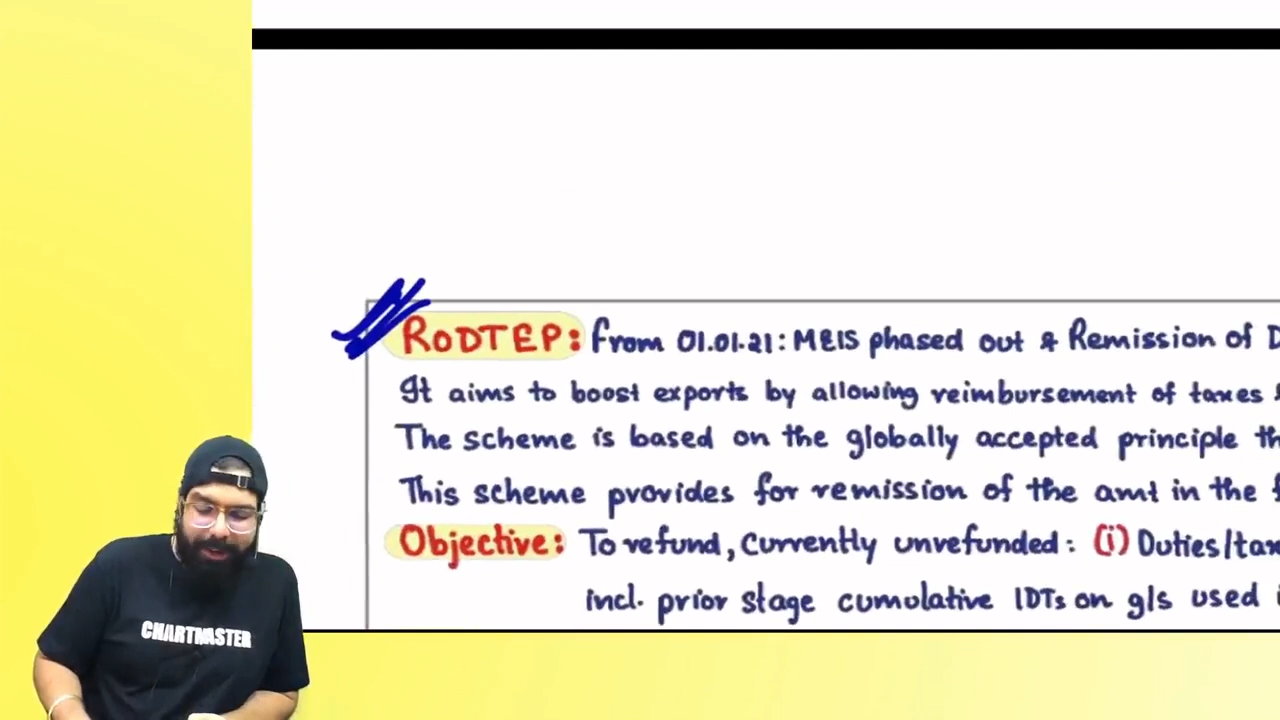 RODTEP: From 01.01.21: MEIS phased out & Remission of D
It aims to boost exports by allowing reimbursement of taxes
The scheme is based on the globally accepted principle th
This scheme provides for remission of the amt in the f
Objective: To refund, currently unrefunded: (i) Duties/tax
incl. prior stage cumulative IDTs on g/s used i
CHARTMASTER